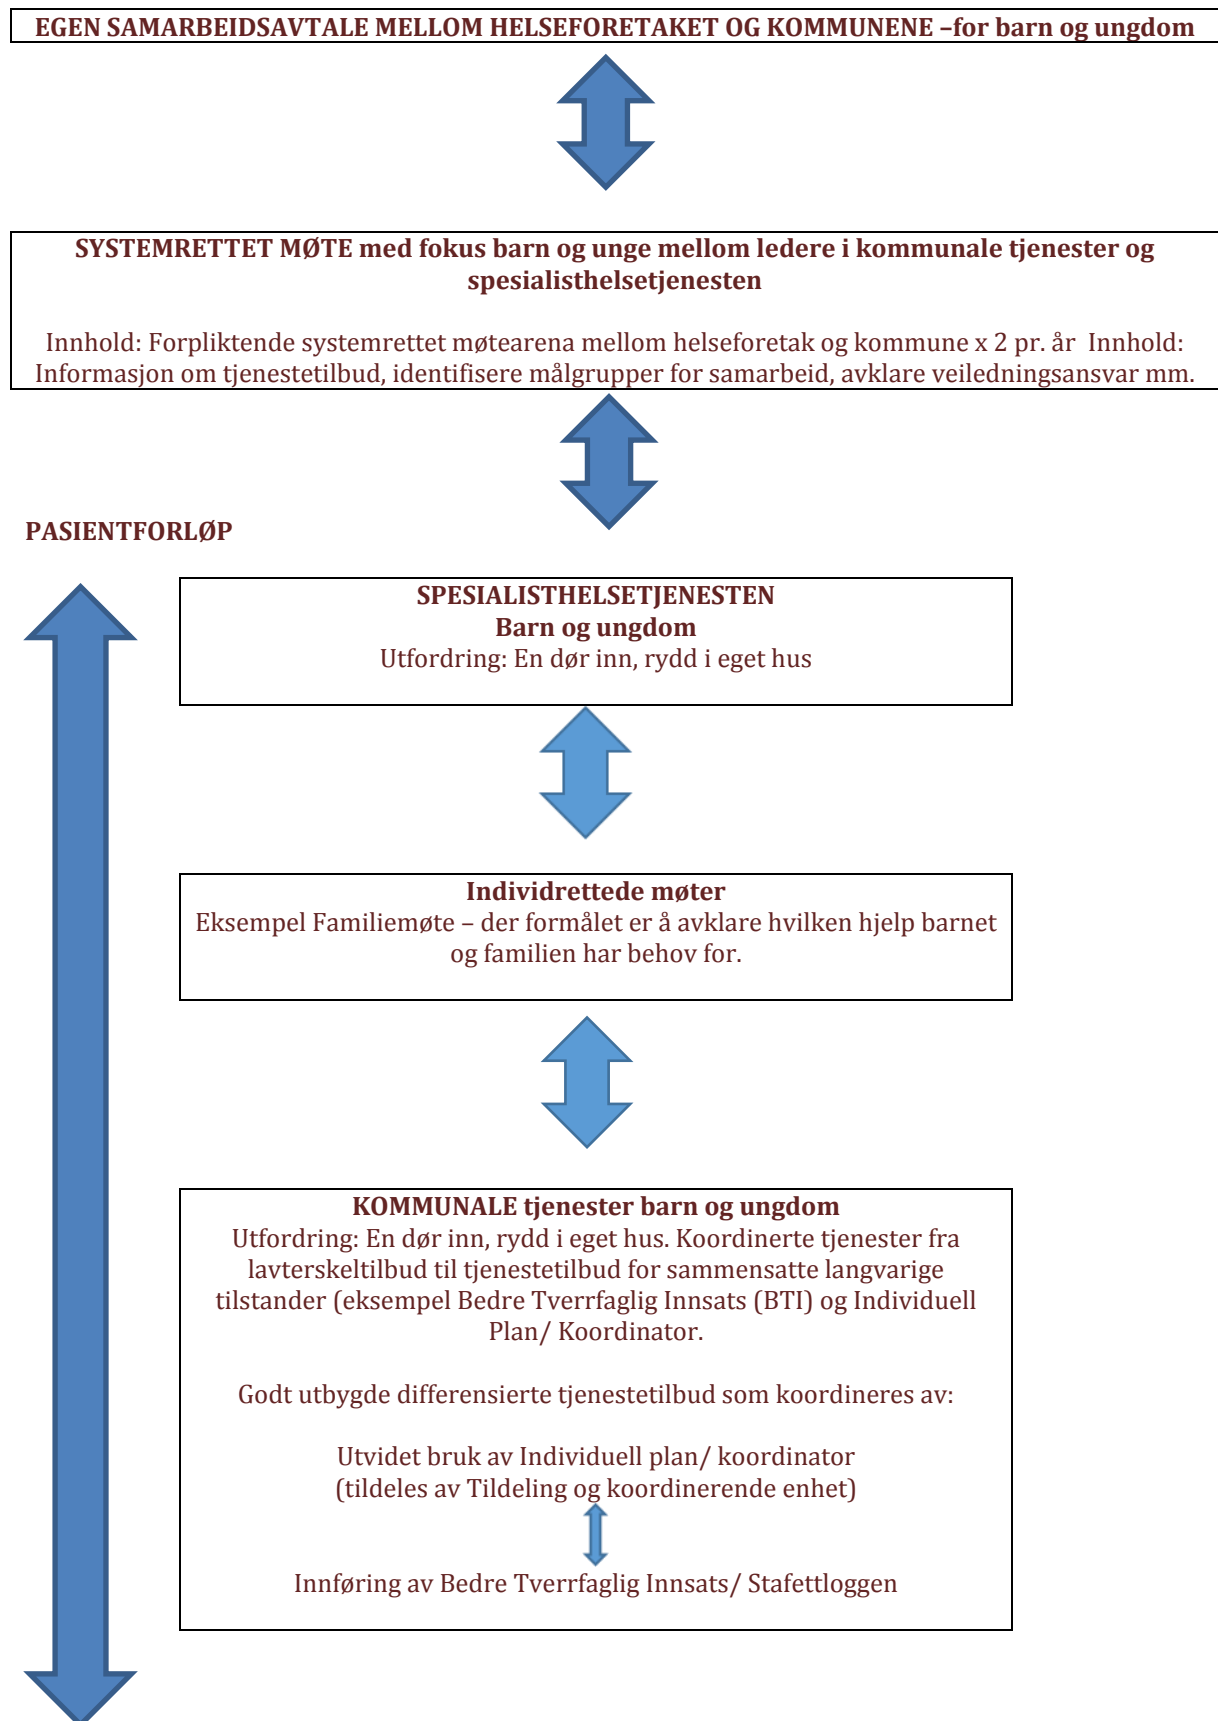 EGEN SAMARBEIDSAVTALE MELLOM HELSEFORETAKET OG KOMMUNENE –for barn og ungdom
SYSTEMRETTET MØTE med fokus barn og unge mellom ledere i kommunale tjenester og
spesialisthelsetjenesten
Innhold: Forpliktende systemrettet møtearena mellom helseforetak og kommune x 2 pr. år  Innhold:
Informasjon om tjenestetilbud, identifisere målgrupper for samarbeid, avklare veiledningsansvar mm.
PASIENTFORLØP
SPESIALISTHELSETJENESTEN
Barn og ungdom
Utfordring: En dør inn, rydd i eget hus
Individrettede møter
Eksempel Familiemøte – der formålet er å avklare hvilken hjelp barnet
og familien har behov for.
KOMMUNALE tjenester barn og ungdom
Utfordring: En dør inn, rydd i eget hus. Koordinerte tjenester fra
lavterskeltilbud til tjenestetilbud for sammensatte langvarige
tilstander (eksempel Bedre Tverrfaglig Innsats (BTI) og Individuell
Plan/ Koordinator.
Godt utbygde differensierte tjenestetilbud som koordineres av:
Utvidet bruk av Individuell plan/ koordinator
(tildeles av Tildeling og koordinerende enhet)
Innføring av Bedre Tverrfaglig Innsats/ Stafettloggen